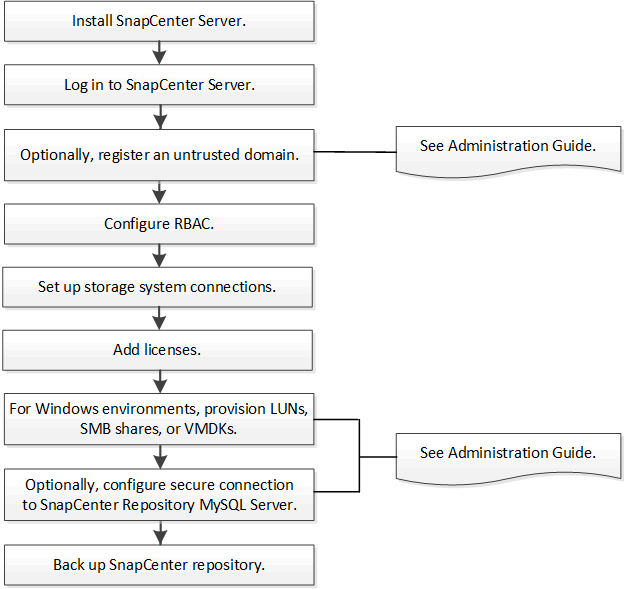 Install SnapCenter Server.
Log in to SnapCenter Server.
Optionally, register an untrusted domain.
See Administration Guide.
Configure RBAC.
Set up storage system connections.
Add licenses.
For Windows environments, provision LUNs,
SMB shares, or VMDKs.
See Administration Guide.
Optionally, configure secure connection
to SnapCenter Repository MySQL Server.
Back up SnapCenter repository.